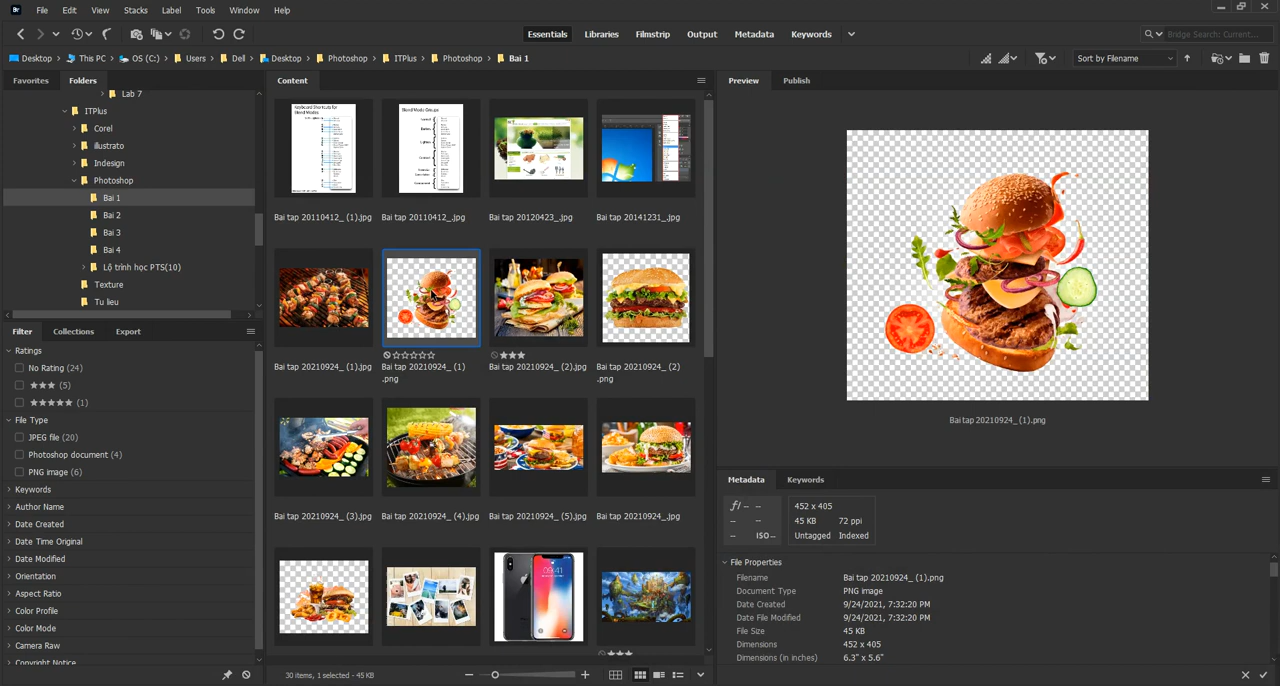 Br File Edit View Stacks Label Tools Window Help
Essentials Libraries Filmstrip Output Metadata Keywords
Bridge Search: Current...
Desktop This PC OS (C:) Users Dell Desktop Photoshop ITPlus Photoshop Bai 1
Sort by Filename
Favorites Folders
Lab 7
ITPlus
Corel
illustrato
Indesign
Photoshop
Bai 1
Bai 2
Bai 3
Bai 4
Lộ trình học PTS(10)
Texture
Tu lieu
Filter Collections Export
Ratings
No Rating (24)
★★★ (5)
★★★★★ (1)
File Type
JPEG file (20)
Photoshop document (4)
PNG image (6)
Keywords
Author Name
Date Created
Date Time Original
Date Modified
Orientation
Aspect Ratio
Color Profile
Color Mode
Camera Raw
Copyright Notice
Content
Keyboard Shortcuts for
Blend Modes
Blend Mode Groups
Bai tap 20110412_ (1).jpg
Bai tap 20110412_.jpg
Bai tap 20120423_.jpg
Bai tap 20141231_.jpg
Bai tap 20210924_ (1).jpg
Bai tap 20210924_ (1)
.png
Bai tap 20210924_ (2).jpg
Bai tap 20210924_ (2)
.png
Bai tap 20210924_ (3).jpg
Bai tap 20210924_ (4).jpg
Bai tap 20210924_ (5).jpg
Bai tap 20210924_.jpg
09:41
30 items, 1 selected - 45 KB
Preview Publish
Bai tap 20210924_ (1).png
Metadata Keywords
f/ -- --
-- --
ISO --
452 x 405
45 KB 72 ppi
Untagged Indexed
File Properties
Filename Bai tap 20210924_ (1).png
Document Type PNG image
Date Created 9/24/2021, 7:32:20 PM
Date File Modified 9/24/2021, 7:32:20 PM
File Size 45 KB
Dimensions 452 x 405
Dimensions (in inches) 6.3" x 5.6"